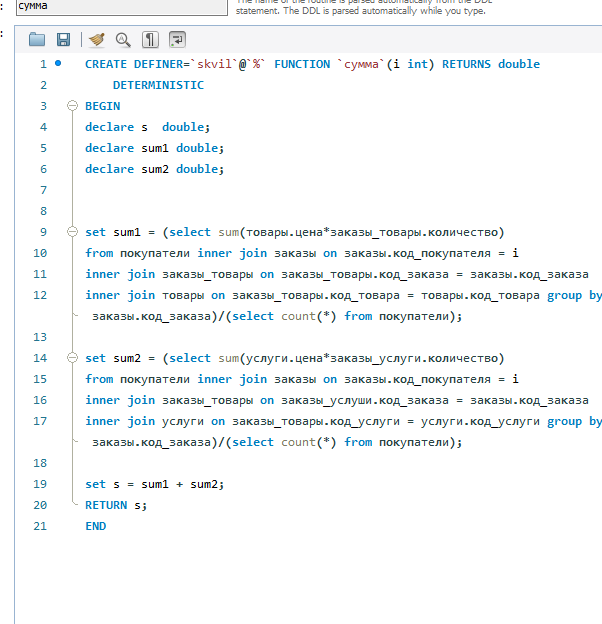 сумма
The name of the routine is parsed automatically from the DDL
statement. The DDL is parsed automatically while you type.
1 CREATE DEFINER=`skvil`@`%` FUNCTION `сумма`(i int) RETURNS double
2 DETERMINISTIC
3 BEGIN
4 declare s  double;
5 declare sum1 double;
6 declare sum2 double;
7
8
9 set sum1 = (select sum(товары.цена*заказы_товары.количество)
10 from покупатели inner join заказы on заказы.код_покупателя = i
11 inner join заказы_товары on заказы_товары.код_заказа = заказы.код_заказа
12 inner join товары on заказы_товары.код_товара = товары.код_товара group by
заказы.код_заказа)/(select count(*) from покупатели);
13
14 set sum2 = (select sum(услуги.цена*заказы_услуги.количество)
15 from покупатели inner join заказы on заказы.код_покупателя = i
16 inner join заказы_товары on заказы_услуши.код_заказа = заказы.код_заказа
17 inner join услуги on заказы_товары.код_услуги = услуги.код_услуги group by
заказы.код_заказа)/(select count(*) from покупатели);
18
19 set s = sum1 + sum2;
20 RETURN s;
21 END